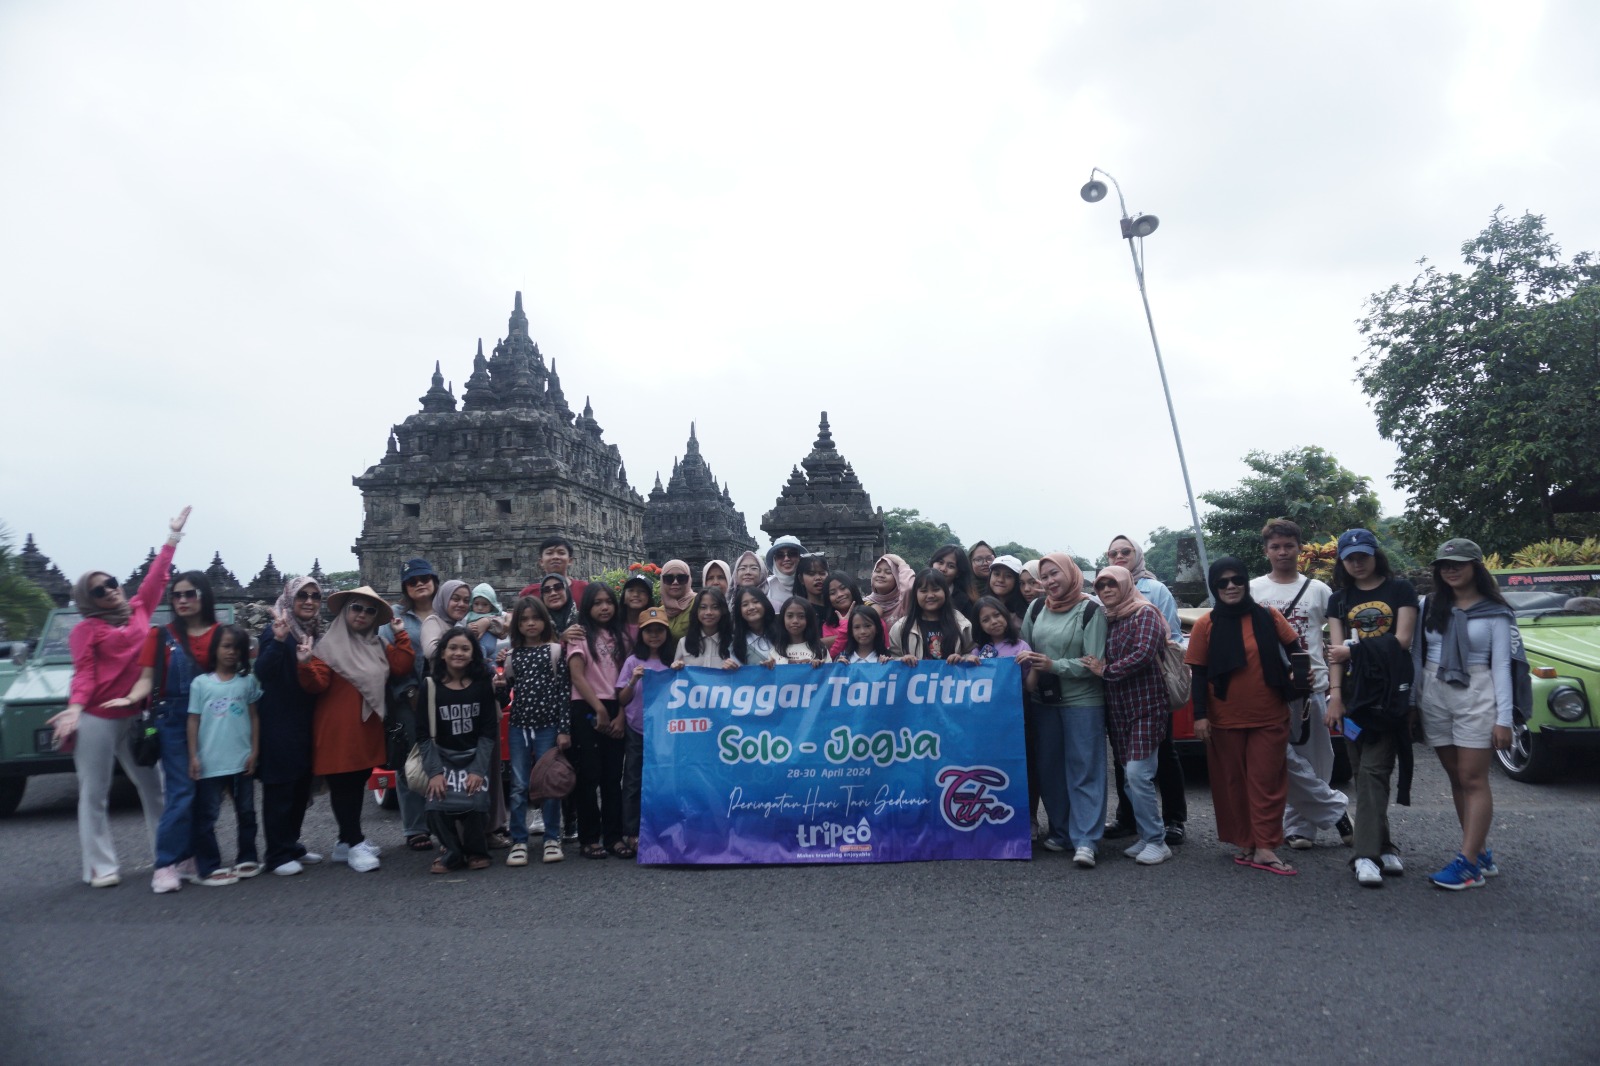 Sanggar Tari Citra
GO TO
Solo - Jogja
28-30 April 2024
Peringatan Hari Tari Sedunia
Citra
tripeo
Makes travelling enjoyable
LOVE